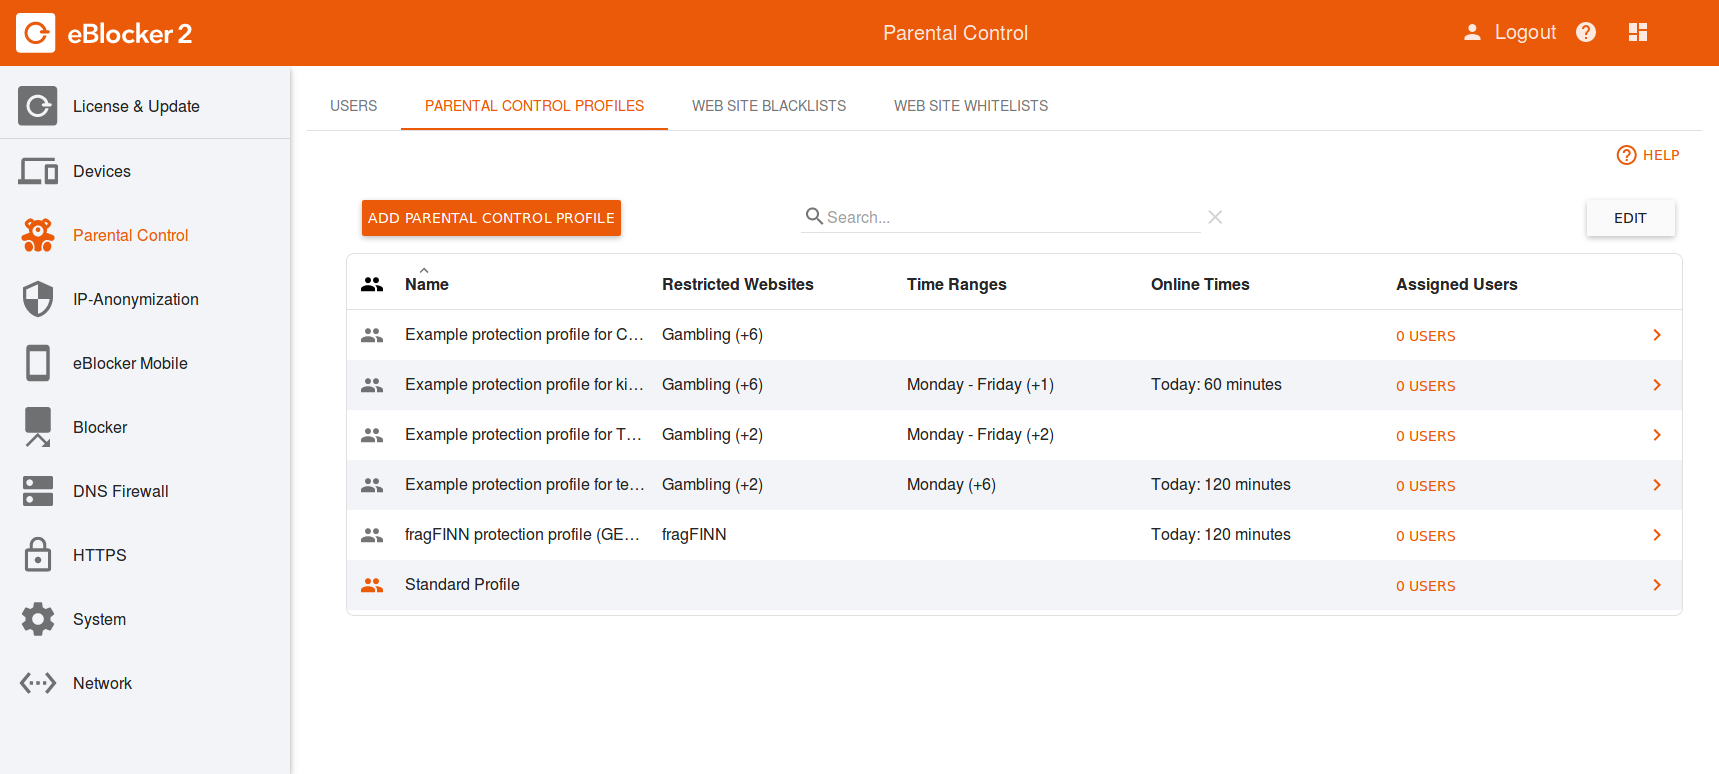 eBlocker 2
Parental Control
Logout
License & Update
Devices
Parental Control
IP-Anonymization
eBlocker Mobile
Blocker
DNS Firewall
HTTPS
System
Network
USERS PARENTAL CONTROL PROFILES WEB SITE BLACKLISTS WEB SITE WHITELISTS
HELP
ADD PARENTAL CONTROL PROFILE Search... EDIT
Name Restricted Websites Time Ranges Online Times Assigned Users
Example protection profile for C... Gambling (+6) 0 USERS
Example protection profile for ki... Gambling (+6) Monday - Friday (+1) Today: 60 minutes 0 USERS
Example protection profile for T... Gambling (+2) Monday - Friday (+2) 0 USERS
Example protection profile for te... Gambling (+2) Monday (+6) Today: 120 minutes 0 USERS
fragFINN protection profile (GE... fragFINN Today: 120 minutes 0 USERS
Standard Profile 0 USERS